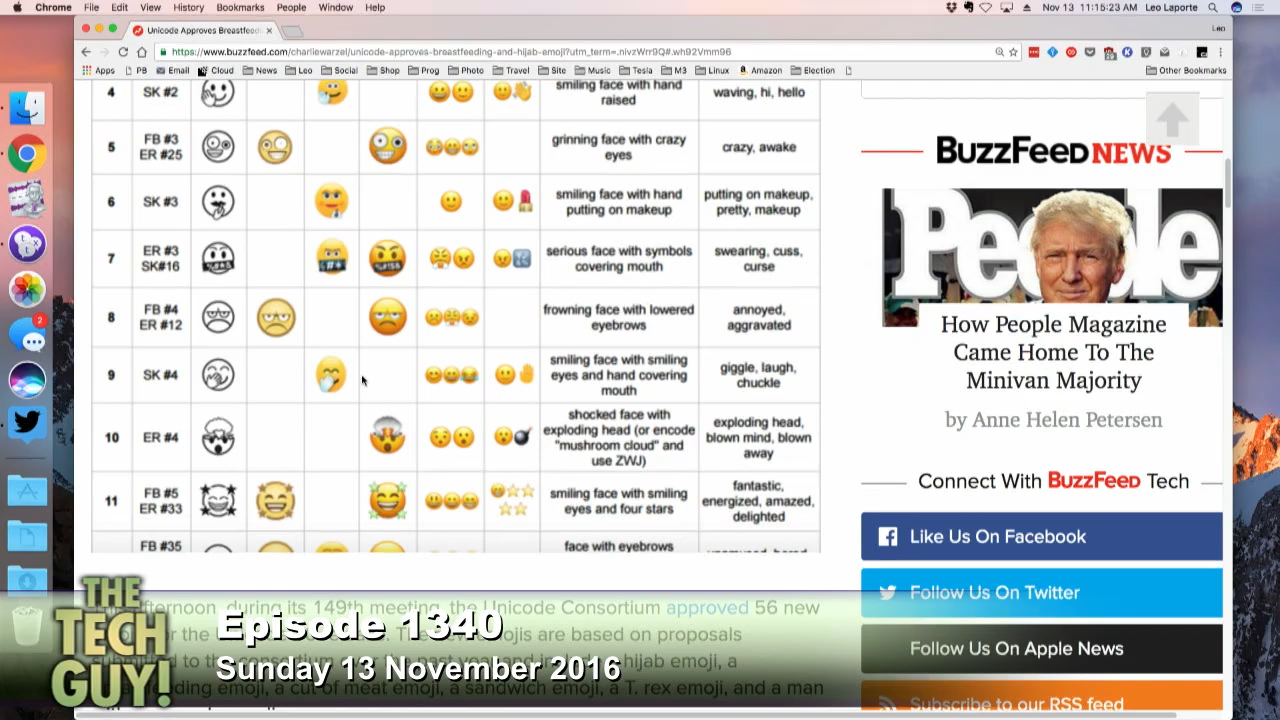 Chrome File Edit View History Bookmarks People Window Help Nov 13 11:15:23 AM Leo Laporte
Unicode Approves Breastfeed Leo
https://www.buzzfeed.com/charliewarzel/unicode-approves-breastfeeding-and-hijab-emoji?utm_term=.nivzWrr9Q#.wh92Vmm96
Apps PB Email Cloud News Leo Social Shop Prog Photo Travel Site Music Tesla M3 Linux Amazon Election Other Bookmarks
4 SK #2 smiling face with hand raised waving, hi, hello
5 FB #3 ER #25 grinning face with crazy eyes crazy, awake
6 SK #3 smiling face with hand putting on makeup putting on makeup, pretty, makeup
7 ER #3 SK#16 serious face with symbols covering mouth swearing, cuss, curse
8 FB #4 ER #12 frowning face with lowered eyebrows annoyed, aggravated
9 SK #4 smiling face with smiling eyes and hand covering mouth giggle, laugh, chuckle
10 ER #4 shocked face with exploding head (or encode "mushroom cloud" and use ZWJ) exploding head, blown mind, blown away
11 FB #5 ER #33 smiling face with smiling eyes and four stars fantastic, energized, amazed, delighted
FB #35 face with eyebrows
BuzzFeed NEWS
People
How People Magazine
Came Home To The
Minivan Majority
by Anne Helen Petersen
Connect With BuzzFeed Tech
Like Us On Facebook
Follow Us On Twitter
Follow Us On Apple News
Subscribe to our RSS feed
2
afternoon, during its 149th meeting, the Unicode Consortium approved 56 new
emojis are based on proposals
hijab emoji, a
emoji, a cut of meat emoji, a sandwich emoji, a T. rex emoji, and a man
THE
TECH
GUY!
Episode 1340
Sunday 13 November 2016